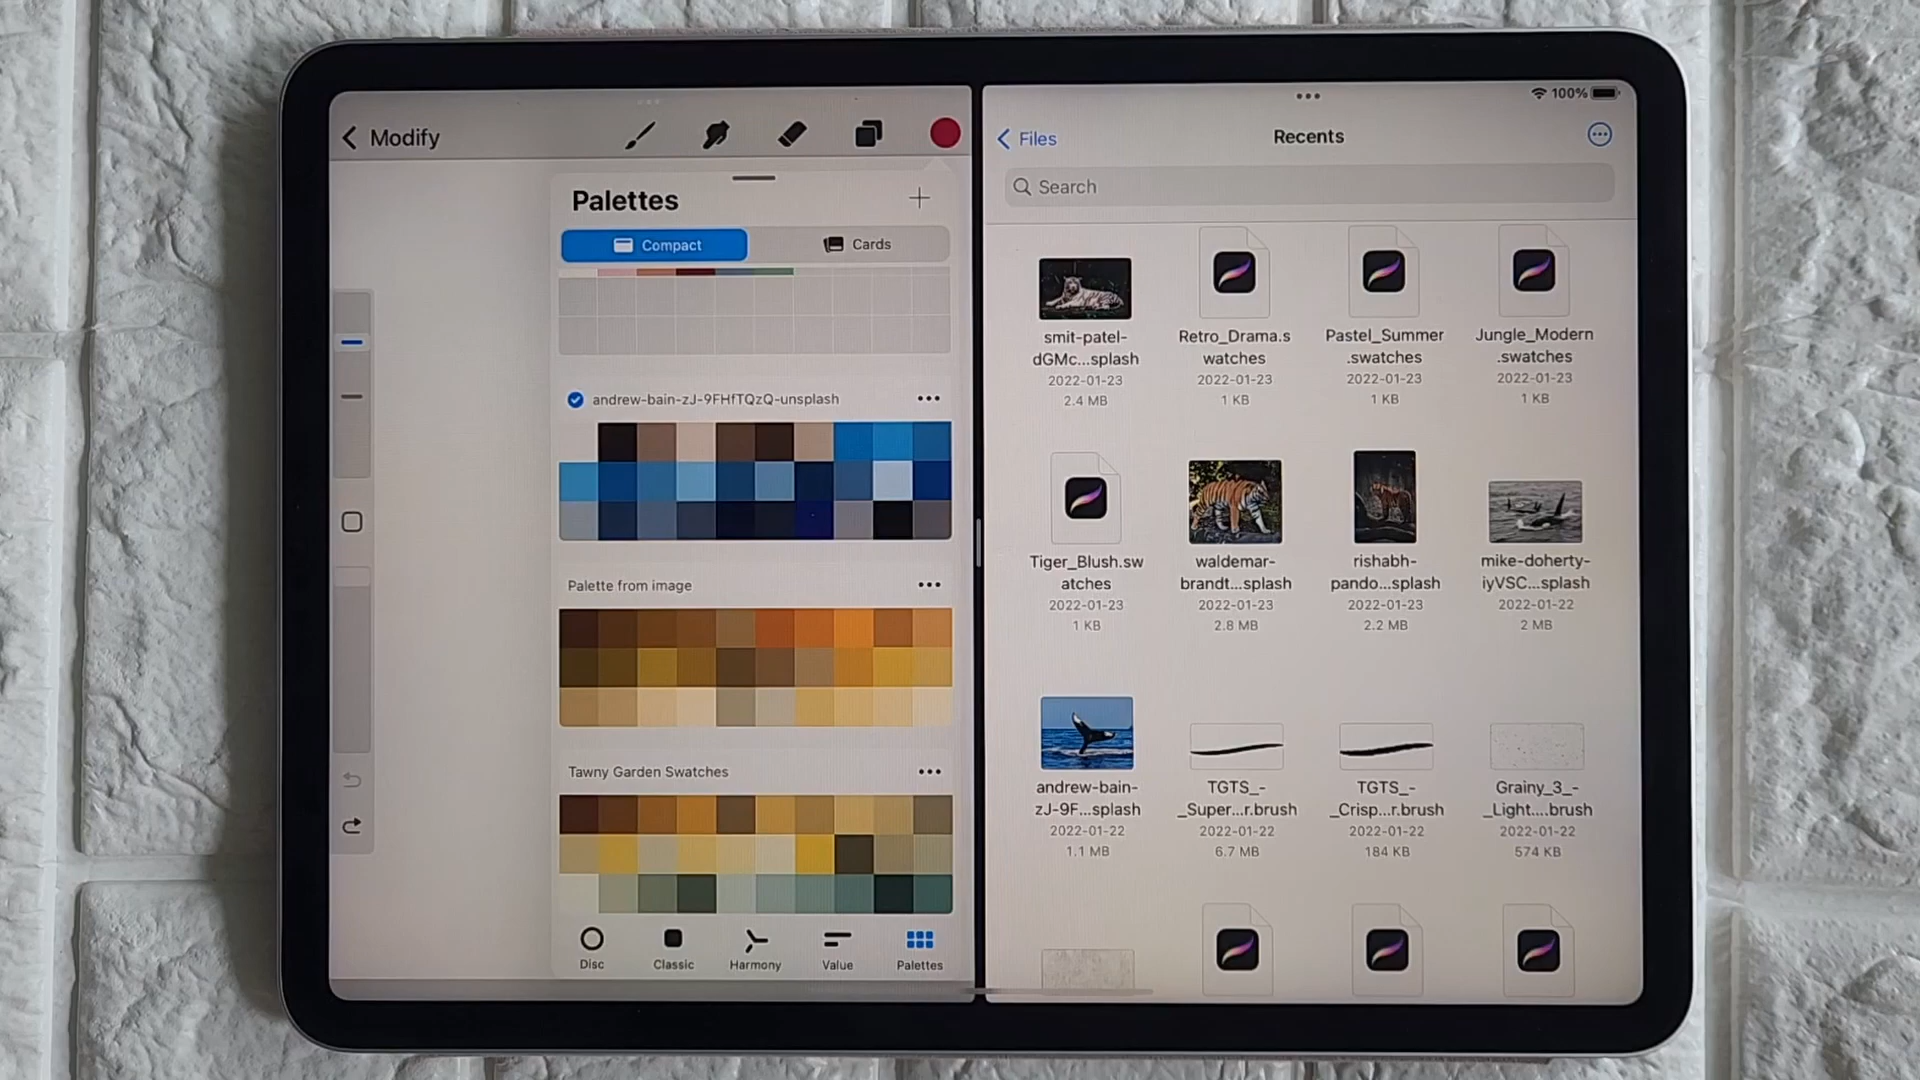 Modify
Palettes
Compact
Cards
andrew-bain-zJ-9FHfTQzQ-unsplash
Palette from image
Tawny Garden Swatches
Disc
Classic
Harmony
Value
Palettes
100%
Files
Recents
Search
smit-patel-
dGMc...splash
2022-01-23
2.4 MB
Retro_Drama.s
watches
2022-01-23
1 KB
Pastel_Summer
.swatches
2022-01-23
1 KB
Jungle_Modern
.swatches
2022-01-23
1 KB
Tiger_Blush.sw
atches
2022-01-23
1 KB
waldemar-
brandt...splash
2022-01-23
2.8 MB
rishabh-
pando...splash
2022-01-23
2.2 MB
mike-doherty-
iyVSC...splash
2022-01-22
2 MB
andrew-bain-
zJ-9F...splash
2022-01-22
1.1 MB
TGTS_-
_Super...r.brush
2022-01-22
6.7 MB
TGTS_-
_Crisp...r.brush
2022-01-22
184 KB
Grainy_3_-
_Light....brush
2022-01-22
574 KB